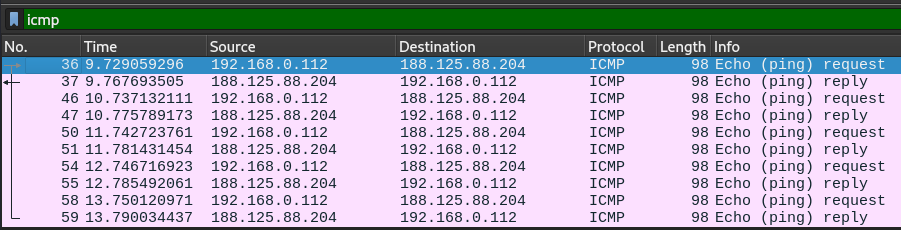 icmp
No. Time Source Destination Protocol Length Info
36 9.729059296 192.168.0.112 188.125.88.204 ICMP 98 Echo (ping) request
37 9.767693505 188.125.88.204 192.168.0.112 ICMP 98 Echo (ping) reply
46 10.737132111 192.168.0.112 188.125.88.204 ICMP 98 Echo (ping) request
47 10.775789173 188.125.88.204 192.168.0.112 ICMP 98 Echo (ping) reply
50 11.742723761 192.168.0.112 188.125.88.204 ICMP 98 Echo (ping) request
51 11.781431454 188.125.88.204 192.168.0.112 ICMP 98 Echo (ping) reply
54 12.746716923 192.168.0.112 188.125.88.204 ICMP 98 Echo (ping) request
55 12.785492061 188.125.88.204 192.168.0.112 ICMP 98 Echo (ping) reply
58 13.750120971 192.168.0.112 188.125.88.204 ICMP 98 Echo (ping) request
59 13.790034437 188.125.88.204 192.168.0.112 ICMP 98 Echo (ping) reply